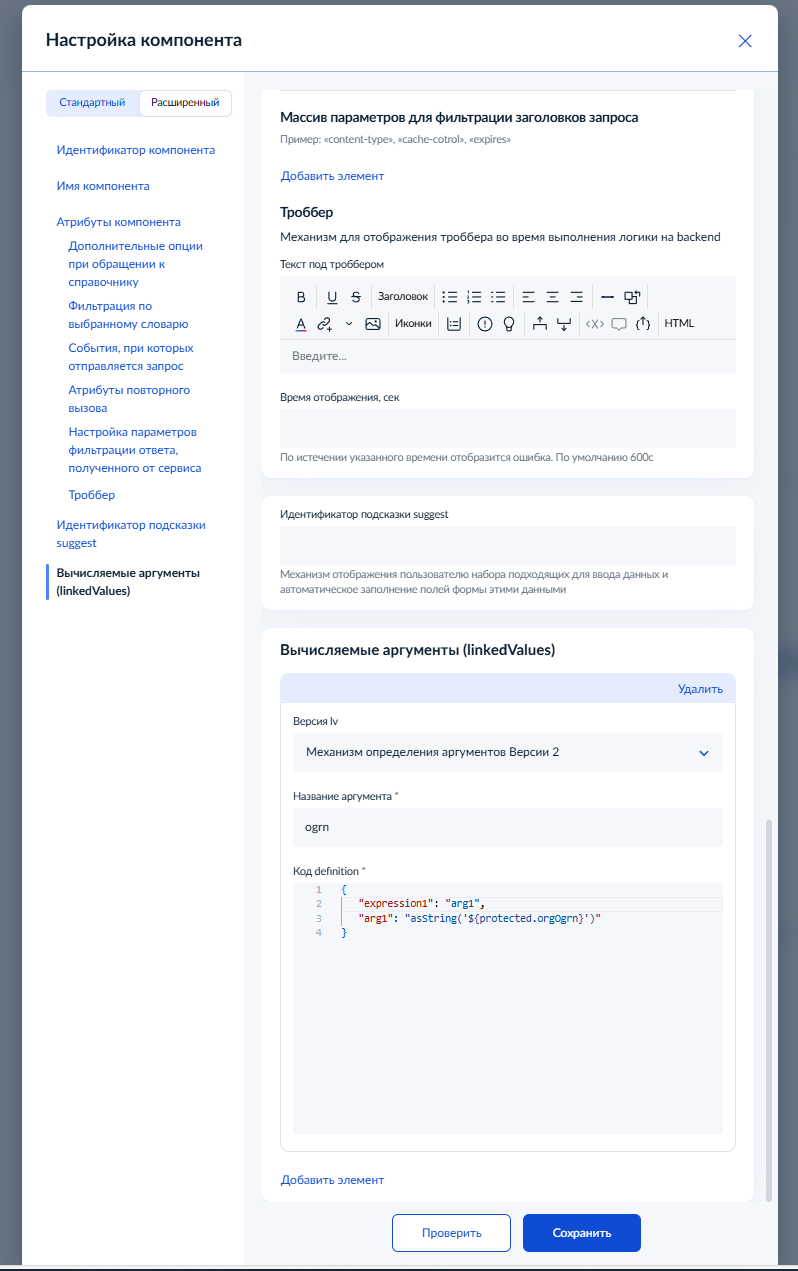 Настройка компонента
Стандартный
Расширенный
Идентификатор компонента
Имя компонента
Атрибуты компонента
Дополнительные опции
при обращении к
справочнику
Фильтрация по
выбранному словарю
События, при которых
отправляется запрос
Атрибуты повторного
вызова
Настройка параметров
фильтрации ответа,
полученного от сервиса
Троббер
Идентификатор подсказки
suggest
Вычисляемые аргументы
(linkedValues)
Массив параметров для фильтрации заголовков запроса
Пример: «content-type», «cache-cotrol», «expires»
Добавить элемент
Троббер
Механизм для отображения троббера во время выполнения логики на backend
Текст под троббером
B U S Заголовок
A Иконки <X> HTML
Введите...
Время отображения, сек
По истечении указанного времени отобразится ошибка. По умолчанию 600с
Идентификатор подсказки suggest
Механизм отображения пользователю набора подходящих для ввода данных и
автоматическое заполнение полей формы этими данными
Вычисляемые аргументы (linkedValues)
Удалить
Версия lv
Механизм определения аргументов Версии 2
Название аргумента *
ogrn
Код definition *
1 {
2 "expression1": "arg1",
3 "arg1": "asString('${protected.orgOgrn}')"
4 }
Добавить элемент
Проверить
Сохранить